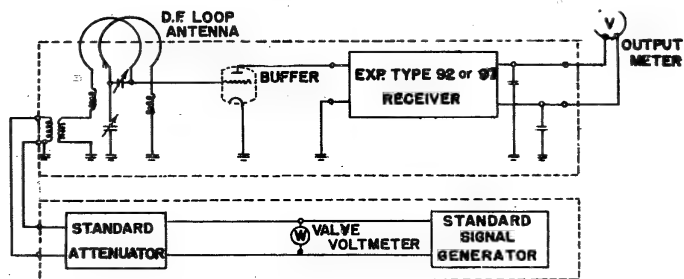 D.F. LOOP
ANTENNA
V
OUTPUT
METER
BUFFER
EXP. TYPE 92 or 97
RECEIVER
STANDARD
ATTENUATOR
W
VALVE
VOLTMETER
STANDARD
SIGNAL
GENERATOR